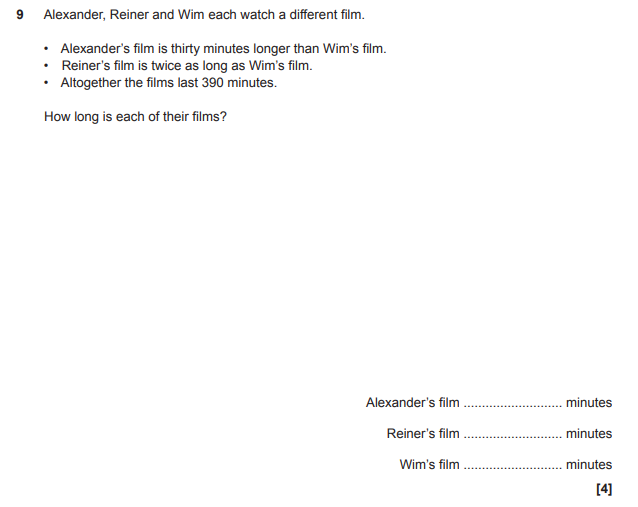 9 Alexander, Reiner and Wim each watch a different film.
• Alexander’s film is thirty minutes longer than Wim’s film.
• Reiner’s film is twice as long as Wim’s film.
• Altogether the films last 390 minutes.
How long is each of their films?
Alexander’s film ........................... minutes
Reiner’s film ........................... minutes
Wim’s film ........................... minutes
[4]